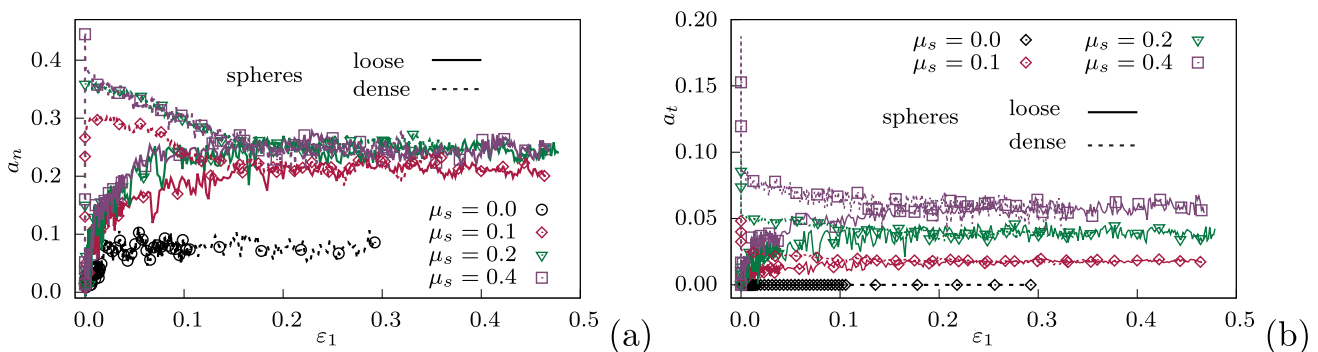 0.4
0.3
0.2
0.1
0.0
a_n
spheres
loose
dense
μ_s = 0.0
μ_s = 0.1
μ_s = 0.2
μ_s = 0.4
0.0 0.1 0.2 0.3 0.4 0.5
ε_1
(a)
0.20
0.15
0.10
0.05
0.00
a_t
μ_s = 0.0 μ_s = 0.2
μ_s = 0.1 μ_s = 0.4
spheres
loose
dense
0.0 0.1 0.2 0.3 0.4 0.5
ε_1
(b)